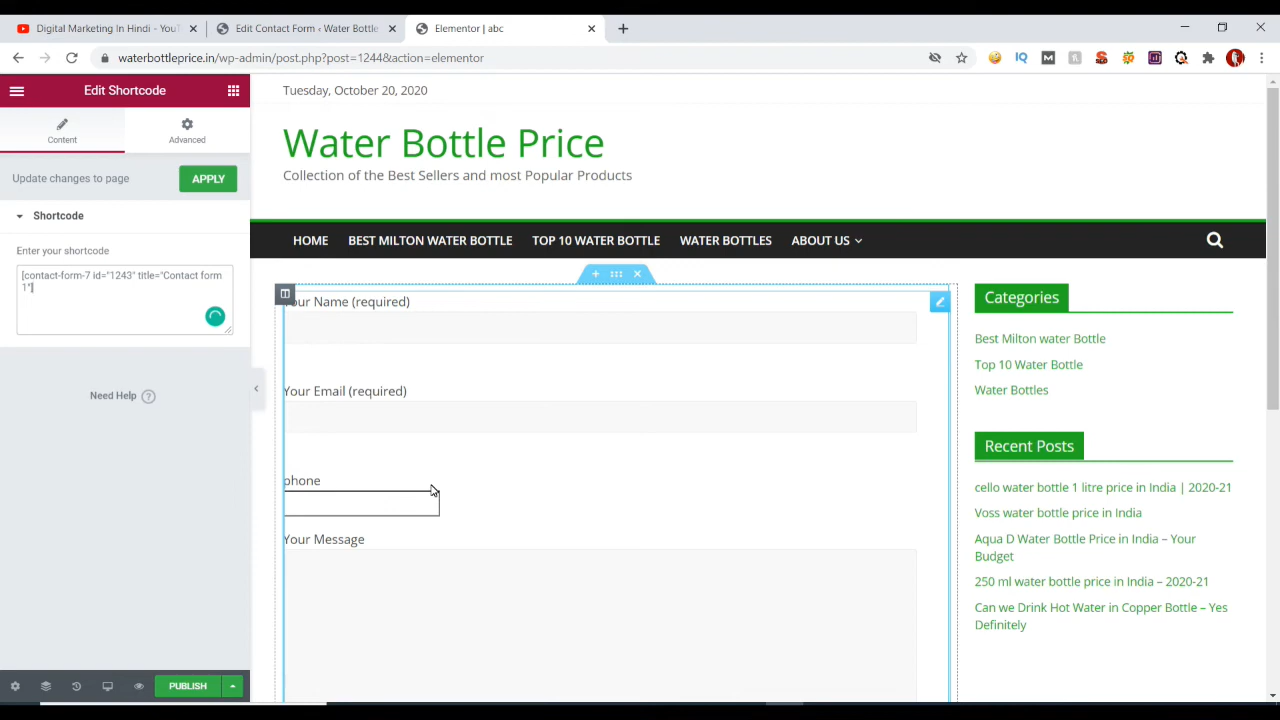 Digital Marketing In Hindi - You
Edit Contact Form ‹ Water Bottle
Elementor | abc
waterbottleprice.in/wp-admin/post.php?post=1244&action=elementor
Edit Shortcode
Content
Advanced
Update changes to page
APPLY
Shortcode
Enter your shortcode
[contact-form-7 id="1243" title="Contact form
1"]
Need Help ?
PUBLISH
Tuesday, October 20, 2020
Water Bottle Price
Collection of the Best Sellers and most Popular Products
HOME BEST MILTON WATER BOTTLE TOP 10 WATER BOTTLE WATER BOTTLES ABOUT US
Your Name (required)
Your Email (required)
phone
Your Message
Categories
Best Milton water Bottle
Top 10 Water Bottle
Water Bottles
Recent Posts
cello water bottle 1 litre price in India | 2020-21
Voss water bottle price in India
Aqua D Water Bottle Price in India – Your
Budget
250 ml water bottle price in India – 2020-21
Can we Drink Hot Water in Copper Bottle – Yes
Definitely